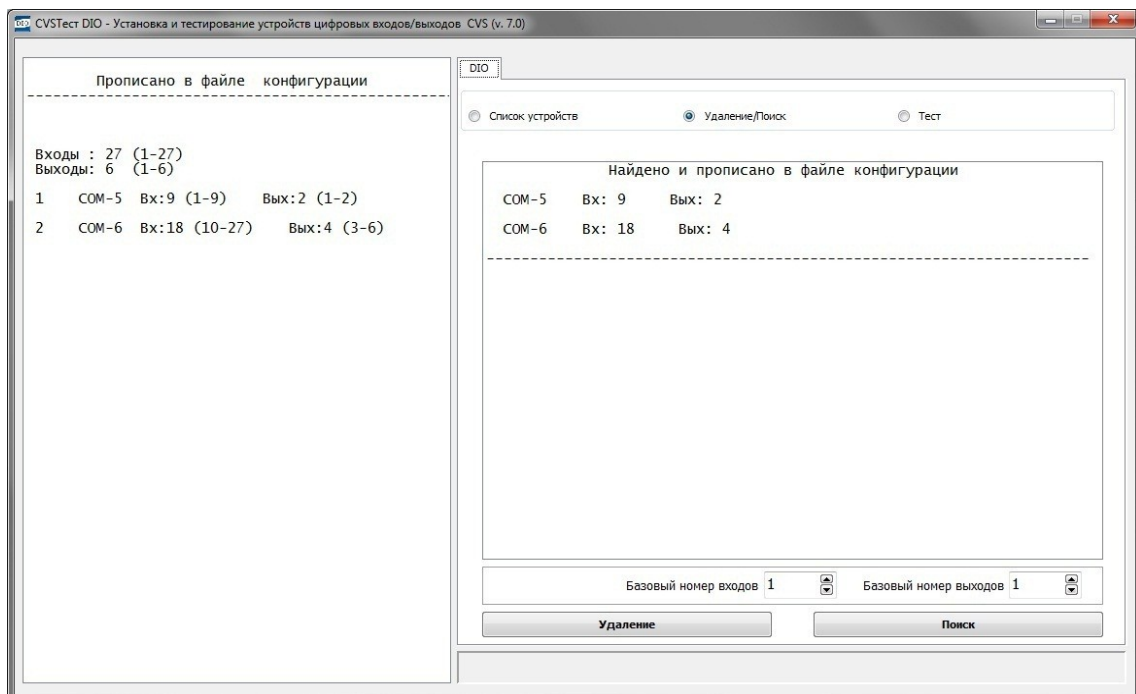 DIO CVSТест DIO - Установка и тестирование устройств цифровых входов/выходов CVS (v. 7.0)
Прописано в файле конфигурации
Входы : 27 (1-27)
Выходы: 6 (1-6)
1 COM-5 Вх:9 (1-9) Вых:2 (1-2)
2 COM-6 Вх:18 (10-27) Вых:4 (3-6)
DIO
Список устройств Удаление/Поиск Тест
Найдено и прописано в файле конфигурации
COM-5 Вх: 9 Вых: 2
COM-6 Вх: 18 Вых: 4
Базовый номер входов 1 Базовый номер выходов 1
Удаление Поиск